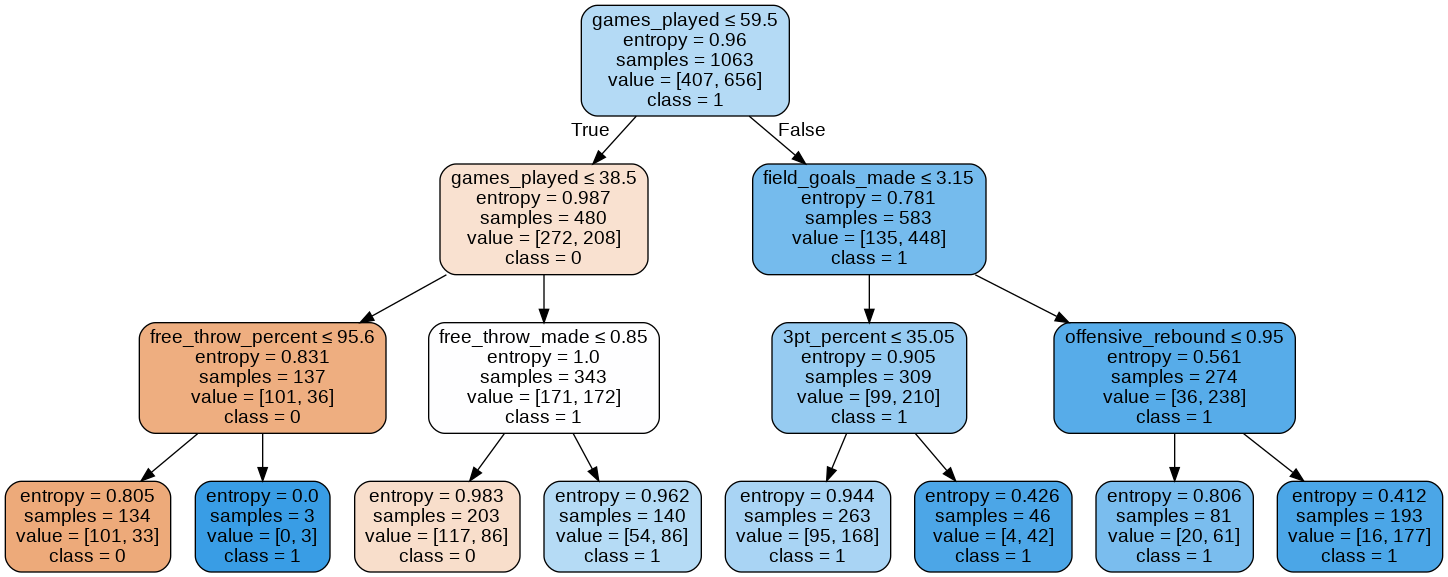 games_played ≤ 59.5
entropy = 0.96
samples = 1063
value = [407, 656]
class = 1
True
False
games_played ≤ 38.5
entropy = 0.987
samples = 480
value = [272, 208]
class = 0
field_goals_made ≤ 3.15
entropy = 0.781
samples = 583
value = [135, 448]
class = 1
free_throw_percent ≤ 95.6
entropy = 0.831
samples = 137
value = [101, 36]
class = 0
free_throw_made ≤ 0.85
entropy = 1.0
samples = 343
value = [171, 172]
class = 1
3pt_percent ≤ 35.05
entropy = 0.905
samples = 309
value = [99, 210]
class = 1
offensive_rebound ≤ 0.95
entropy = 0.561
samples = 274
value = [36, 238]
class = 1
entropy = 0.805
samples = 134
value = [101, 33]
class = 0
entropy = 0.0
samples = 3
value = [0, 3]
class = 1
entropy = 0.983
samples = 203
value = [117, 86]
class = 0
entropy = 0.962
samples = 140
value = [54, 86]
class = 1
entropy = 0.944
samples = 263
value = [95, 168]
class = 1
entropy = 0.426
samples = 46
value = [4, 42]
class = 1
entropy = 0.806
samples = 81
value = [20, 61]
class = 1
entropy = 0.412
samples = 193
value = [16, 177]
class = 1